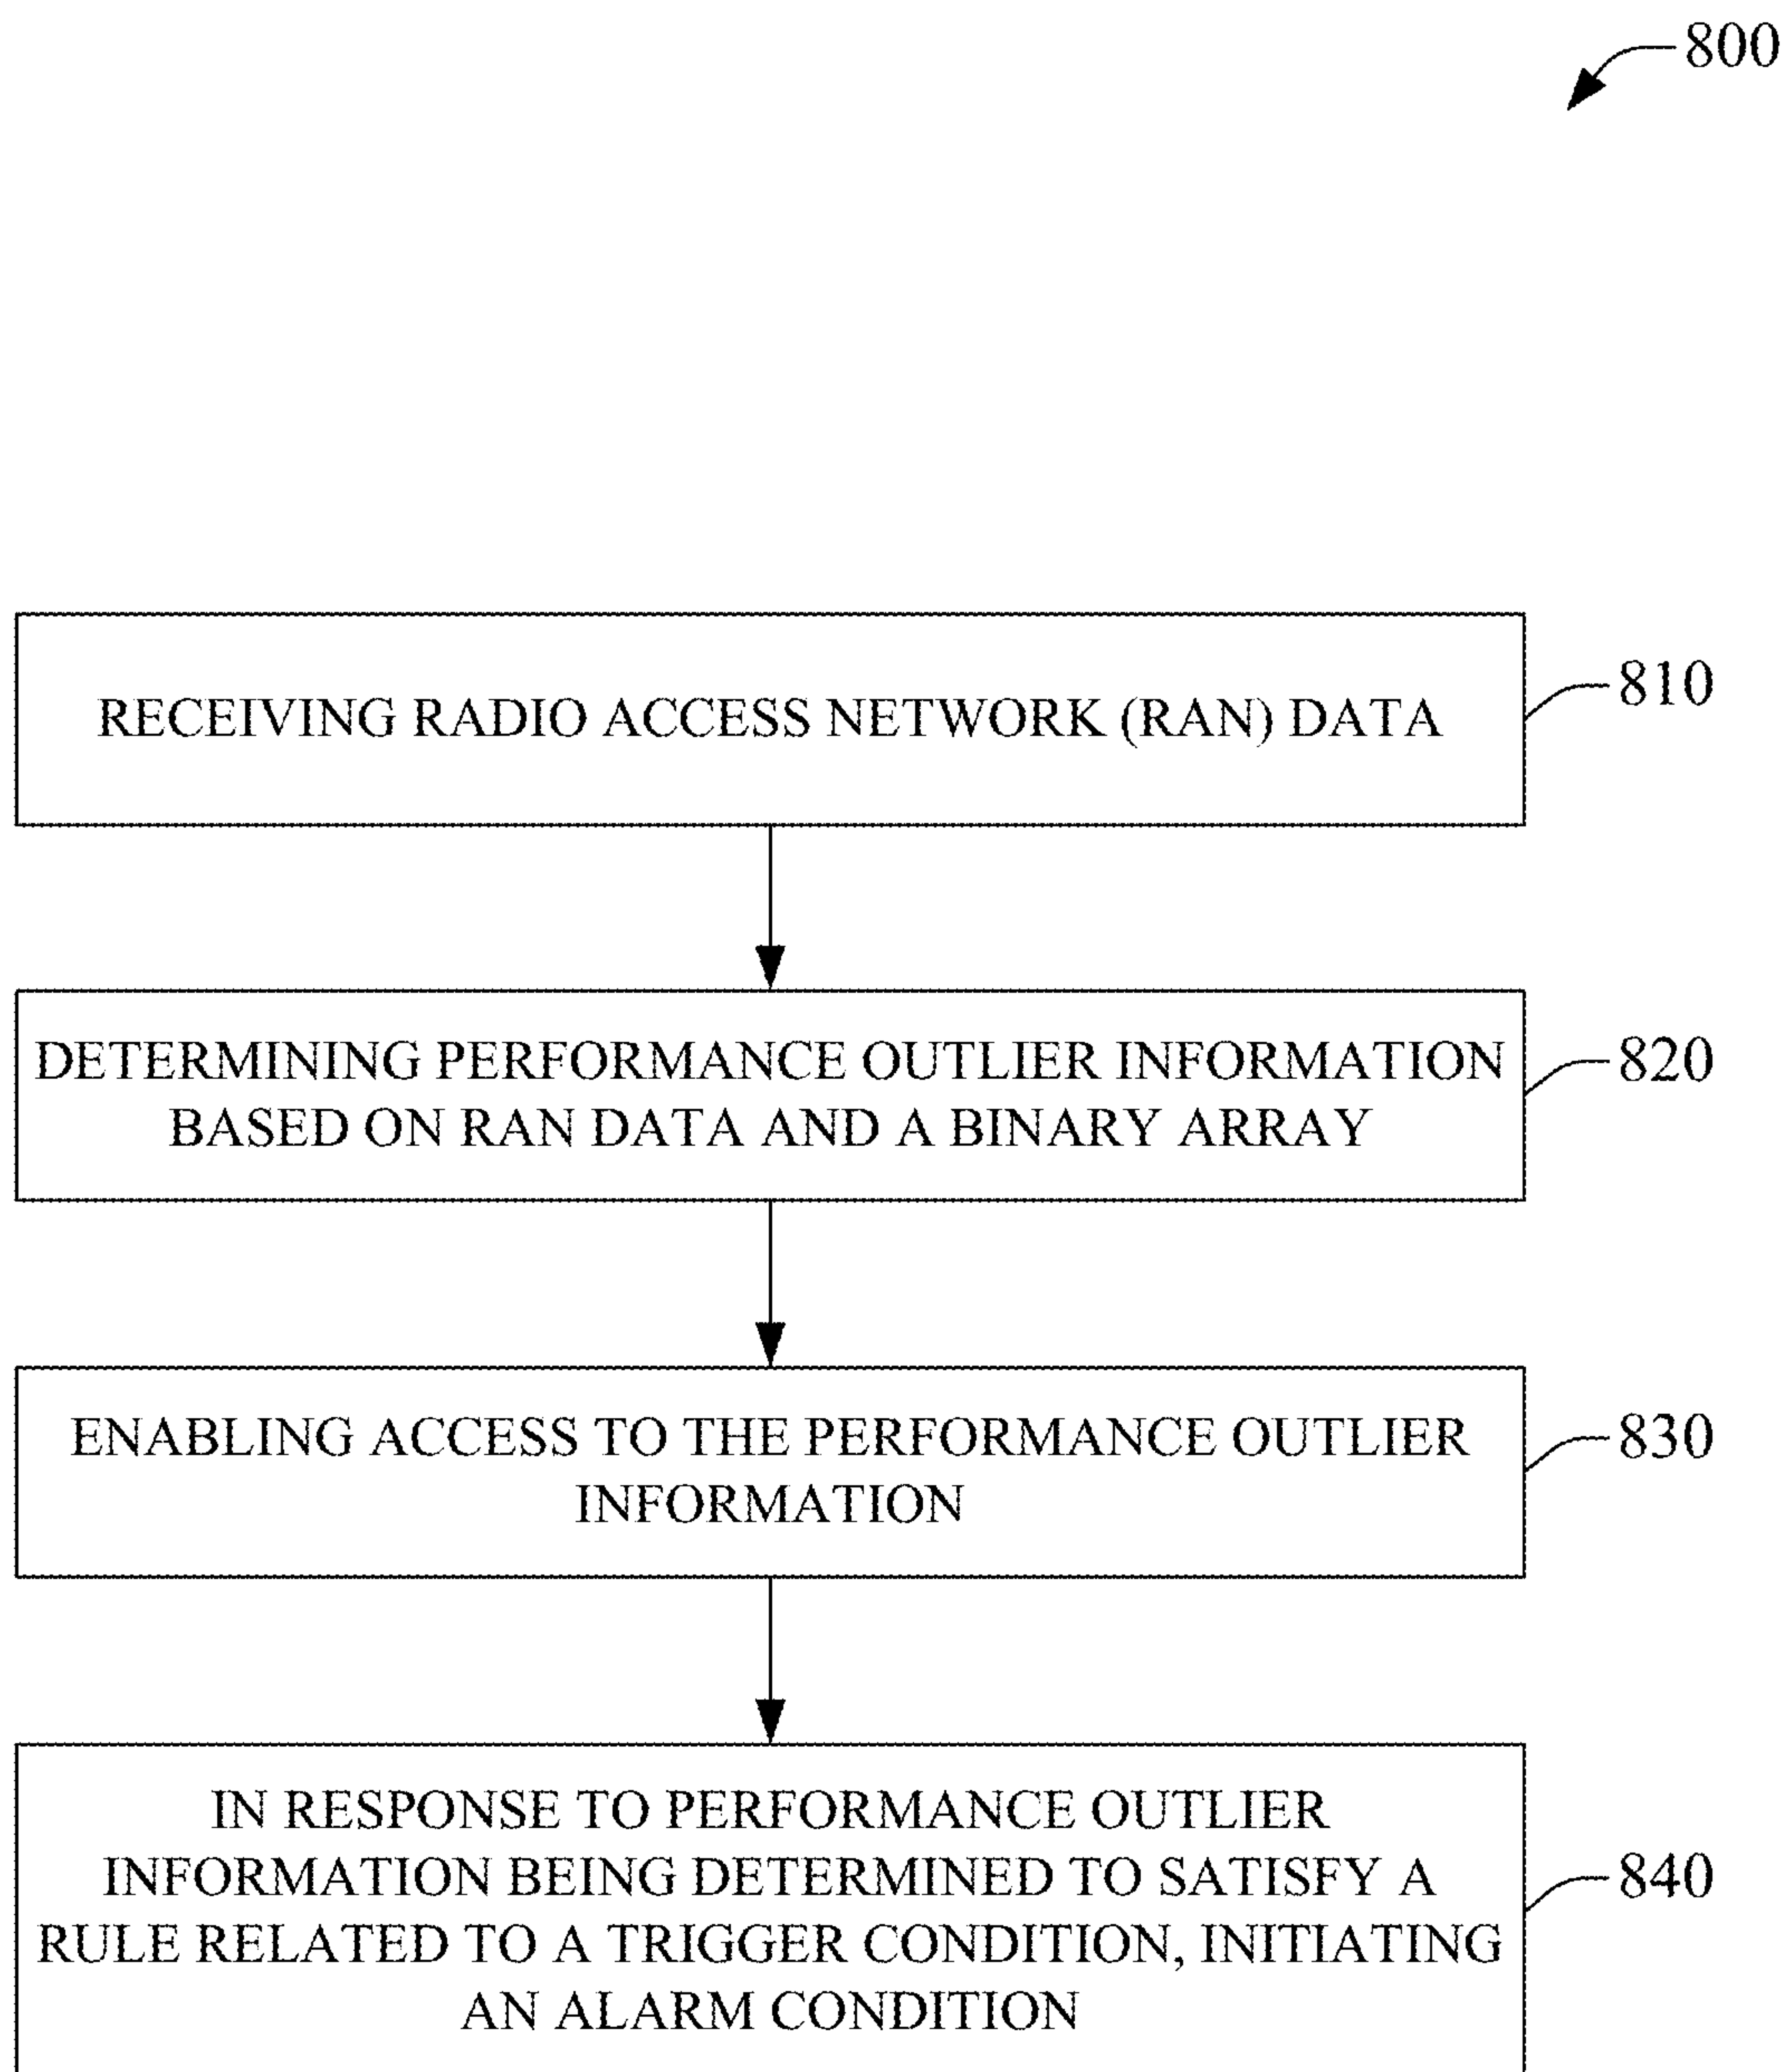 800
RECEIVING RADIO ACCESS NETWORK (RAN) DATA
810
DETERMINING PERFORMANCE OUTLIER INFORMATION
BASED ON RAN DATA AND A BINARY ARRAY
820
ENABLING ACCESS TO THE PERFORMANCE OUTLIER
INFORMATION
830
IN RESPONSE TO PERFORMANCE OUTLIER
INFORMATION BEING DETERMINED TO SATISFY A
RULE RELATED TO A TRIGGER CONDITION, INITIATING
AN ALARM CONDITION
840